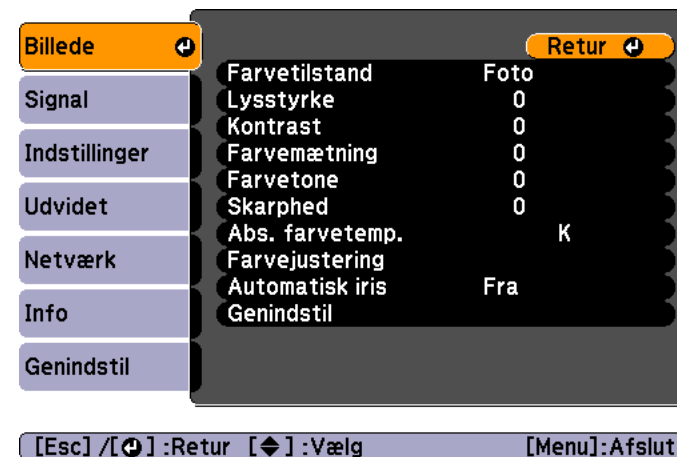 Billede
Signal
Indstillinger
Udvidet
Netværk
Info
Genindstil
Retur
Farvetilstand Foto
Lysstyrke 0
Kontrast 0
Farvemætning 0
Farvetone 0
Skarphed 0
Abs. farvetemp. K
Farvejustering
Automatisk iris Fra
Genindstil
[Esc] /[⏎] :Retur [◆] :Vælg [Menu]:Afslut